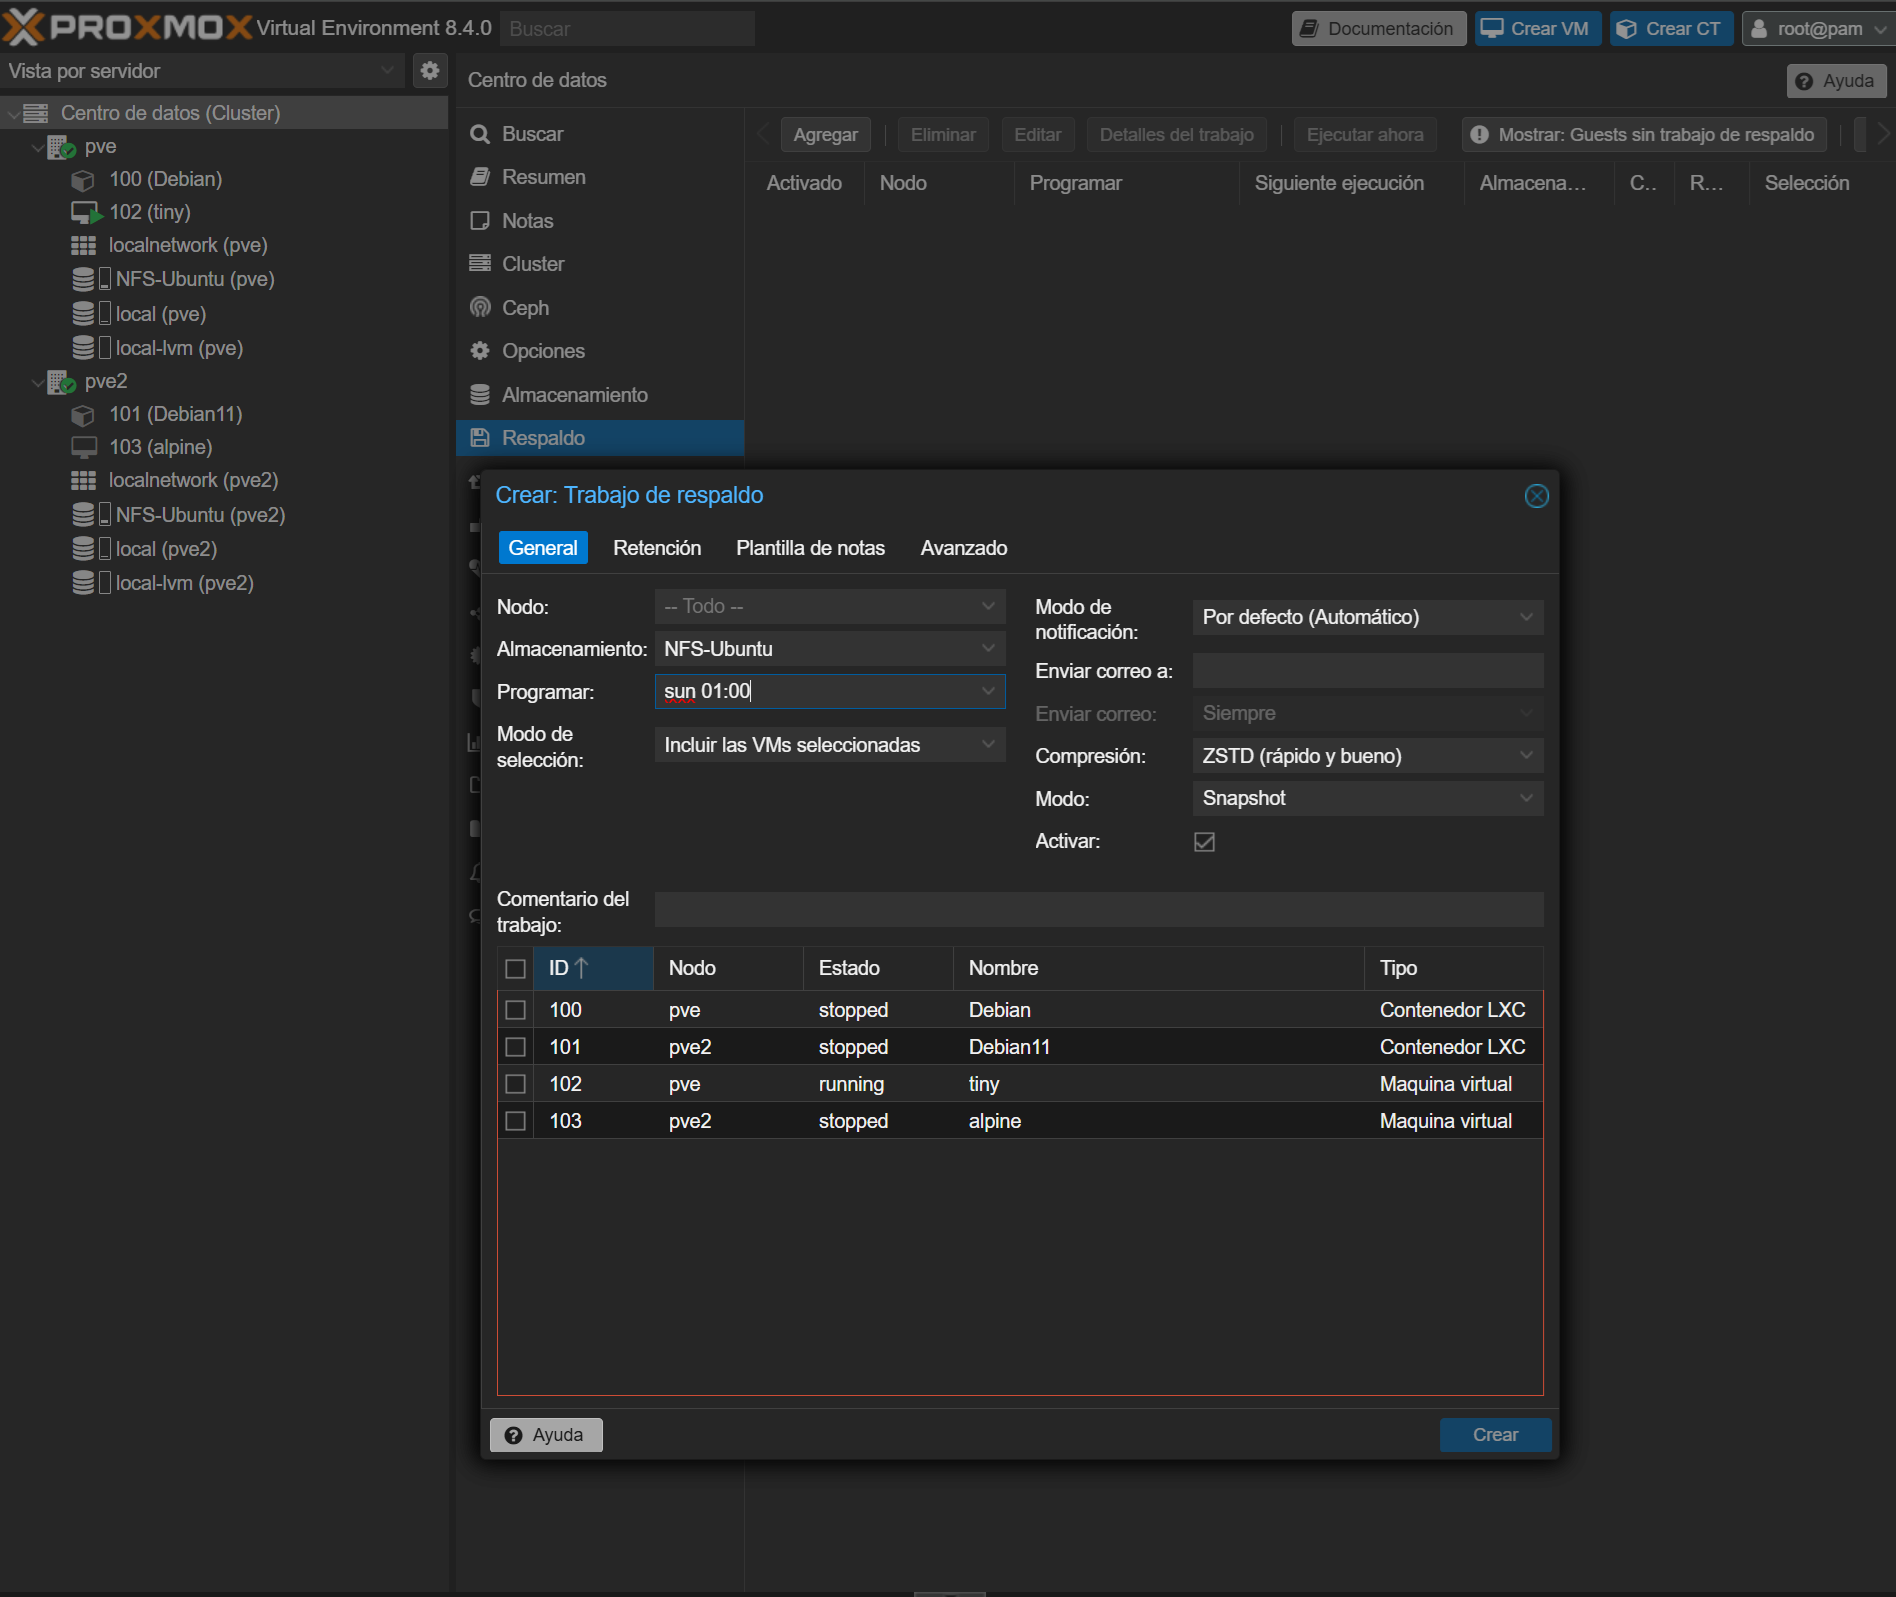 PROXMOX Virtual Environment 8.4.0
Buscar
Documentación
Crear VM
Crear CT
root@pam
Vista por servidor
Centro de datos (Cluster)
pve
100 (Debian)
102 (tiny)
localnetwork (pve)
NFS-Ubuntu (pve)
local (pve)
local-lvm (pve)
pve2
101 (Debian11)
103 (alpine)
localnetwork (pve2)
NFS-Ubuntu (pve2)
local (pve2)
local-lvm (pve2)
Centro de datos
Ayuda
Buscar
Resumen
Notas
Cluster
Ceph
Opciones
Almacenamiento
Respaldo
Agregar
Eliminar
Editar
Detalles del trabajo
Ejecutar ahora
Mostrar: Guests sin trabajo de respaldo
Activado Nodo Programar Siguiente ejecución Almacena... C.. R... Selección
Crear: Trabajo de respaldo
General Retención Plantilla de notas Avanzado
Nodo: -- Todo --
Almacenamiento: NFS-Ubuntu
Programar: sun 01:00
Modo de
selección:
Incluir las VMs seleccionadas
Modo de
notificación:
Por defecto (Automático)
Enviar correo a:
Enviar correo: Siempre
Compresión: ZSTD (rápido y bueno)
Modo: Snapshot
Activar:
Comentario del
trabajo:
ID Nodo Estado Nombre Tipo
100 pve stopped Debian Contenedor LXC
101 pve2 stopped Debian11 Contenedor LXC
102 pve running tiny Maquina virtual
103 pve2 stopped alpine Maquina virtual
Ayuda
Crear